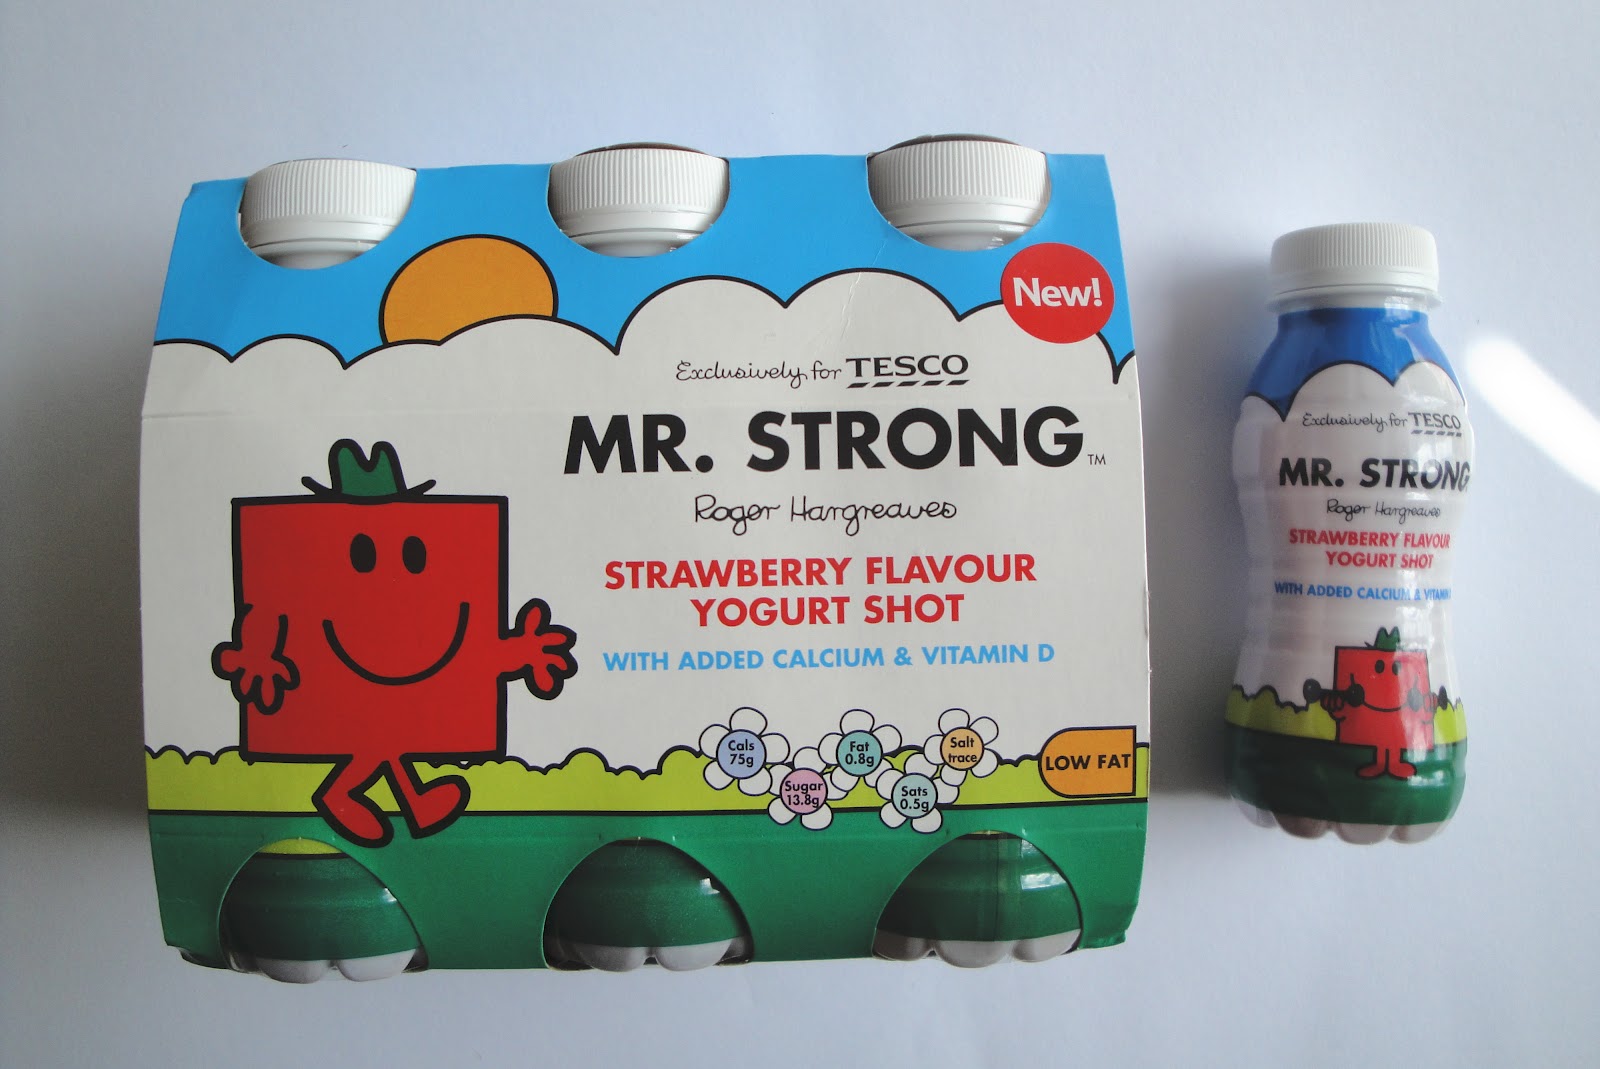 New!
Exclusively for TESCO
MR. STRONG™
Roger Hargreaves
STRAWBERRY FLAVOUR
YOGURT SHOT
WITH ADDED CALCIUM & VITAMIN D
Cals
75g
Sugar
13.8g
Fat
0.8g
Sats
0.5g
Salt
trace
LOW FAT
Exclusively for TESCO
MR. STRONG
Roger Hargreaves
STRAWBERRY FLAVOUR
YOGURT SHOT
WITH ADDED CALCIUM & VITAMIN